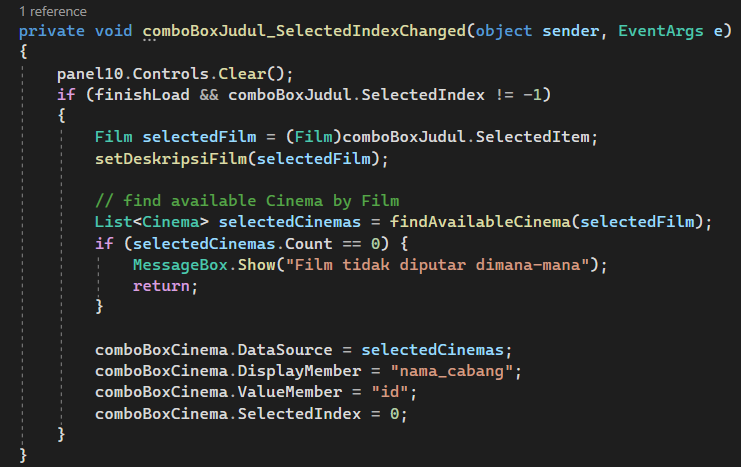 1 reference
private void comboBoxJudul_SelectedIndexChanged(object sender, EventArgs e)
{
panel10.Controls.Clear();
if (finishLoad && comboBoxJudul.SelectedIndex != -1)
{
Film selectedFilm = (Film)comboBoxJudul.SelectedItem;
setDeskripsiFilm(selectedFilm);
// find available Cinema by Film
List<Cinema> selectedCinemas = findAvailableCinema(selectedFilm);
if (selectedCinemas.Count == 0) {
MessageBox.Show("Film tidak diputar dimana-mana");
return;
}
comboBoxCinema.DataSource = selectedCinemas;
comboBoxCinema.DisplayMember = "nama_cabang";
comboBoxCinema.ValueMember = "id";
comboBoxCinema.SelectedIndex = 0;
}
}